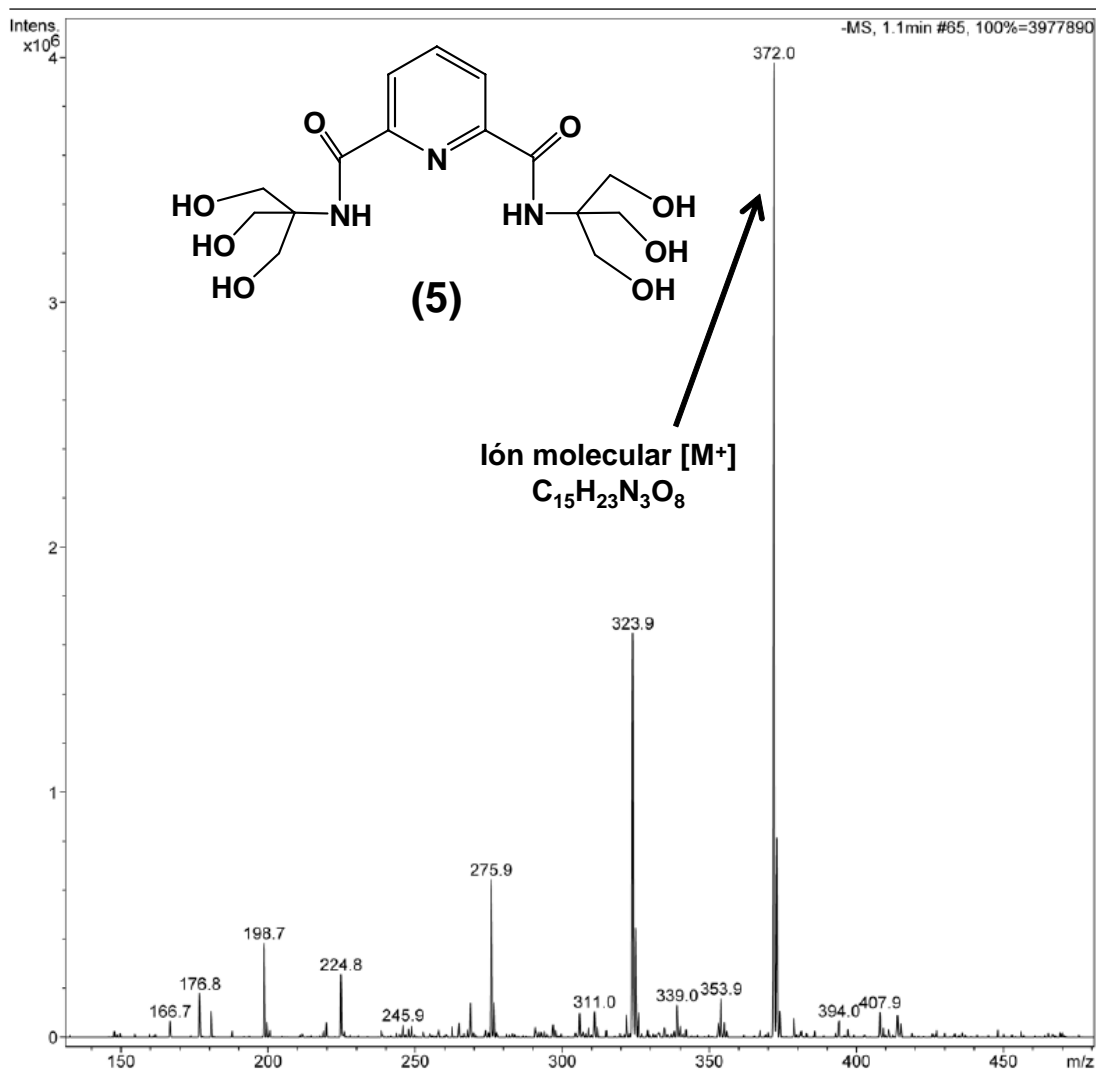 Intens.
x10⁶
-MS, 1.1min #65, 100%=3977890
4
372.0
O
N
O
HO
HO
HO
NH
HN
OH
OH
OH
(5)
3
Ión molecular [M⁺]
C₁₅H₂₃N₃O₈
2
323.9
1
275.9
198.7
224.8
176.8
166.7
245.9
311.0
339.0
353.9
394.0
407.9
0
150
200
250
300
350
400
450
m/z